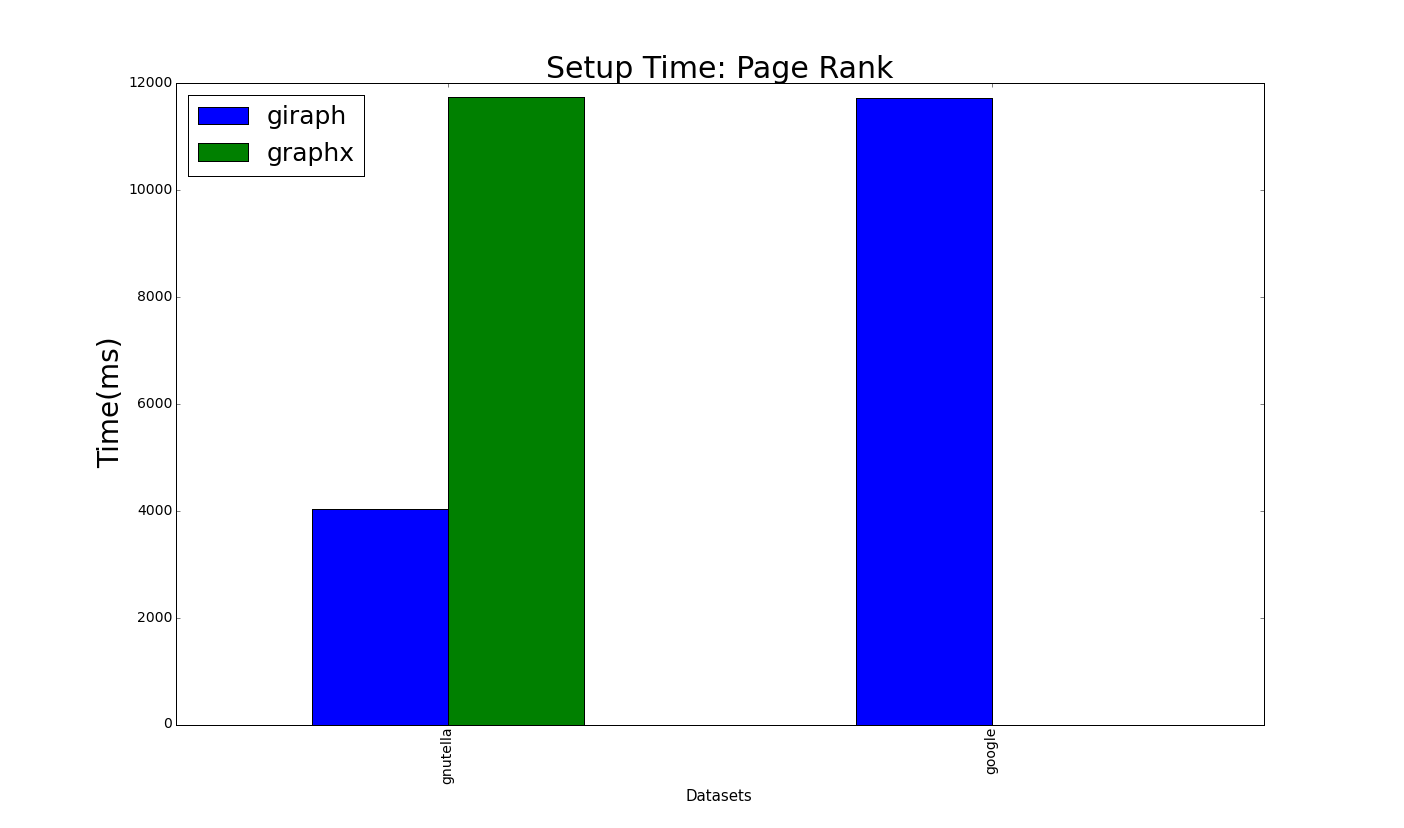 Setup Time: Page Rank
giraph
graphx
Time(ms)
12000
10000
8000
6000
4000
2000
0
gnutella
google
Datasets